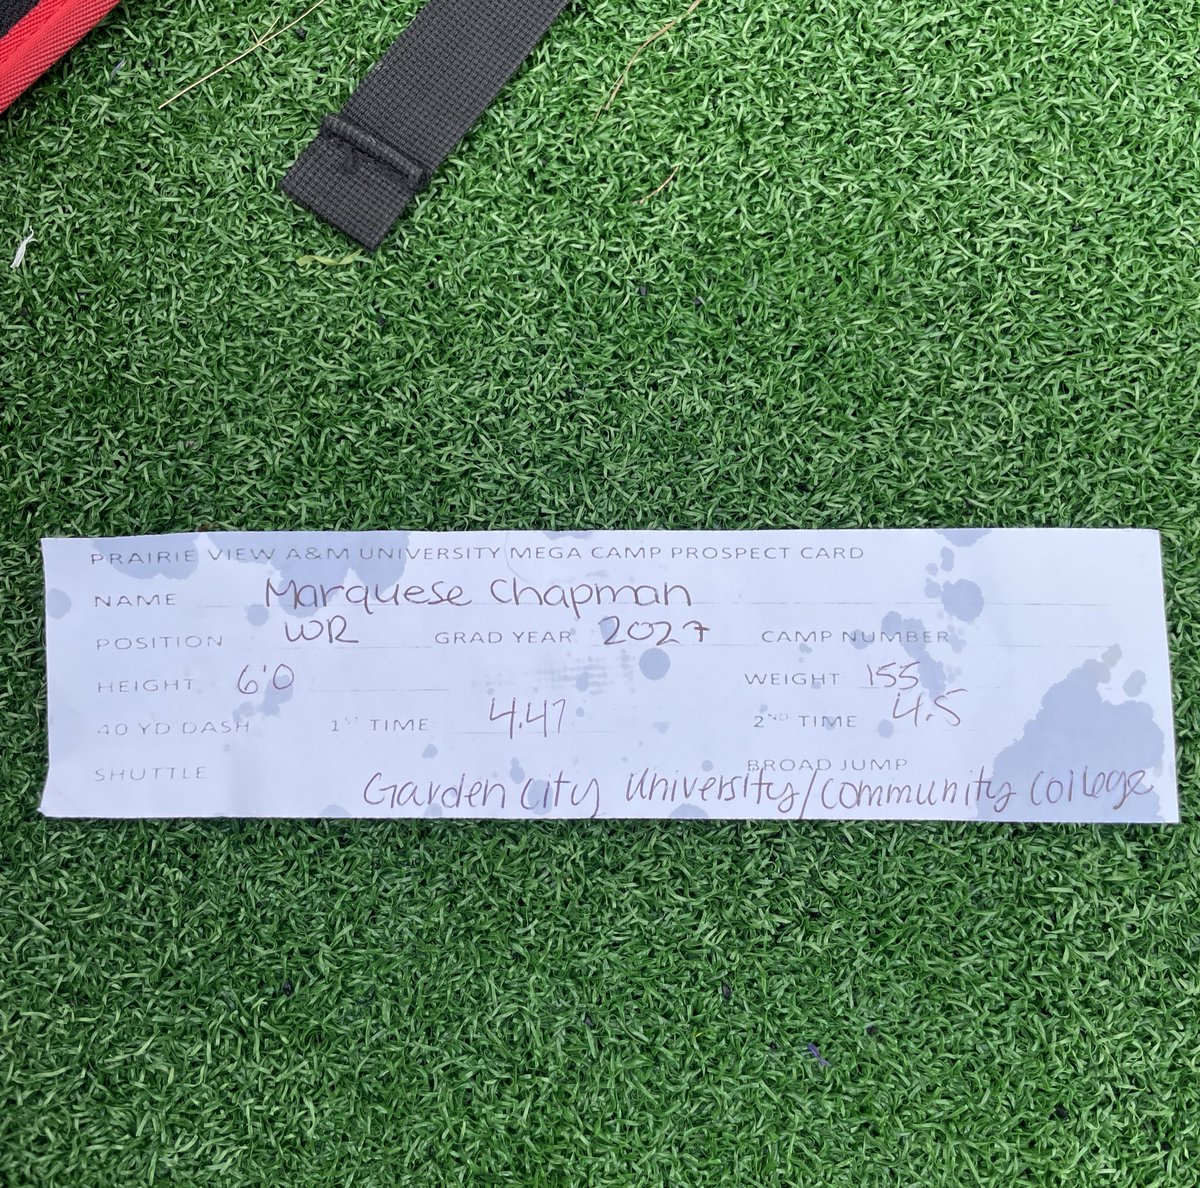 PRAIRIE VIEW A&M UNIVERSITY MEGA CAMP PROSPECT CARD
NAME Marquese Chapman
POSITION WR GRAD YEAR 2027 CAMP NUMBER
HEIGHT 6'0 WEIGHT 155
40 YD DASH 1ST TIME 4.47 2ND TIME 4.5
SHUTTLE BROAD JUMP
Garden City University/Community College